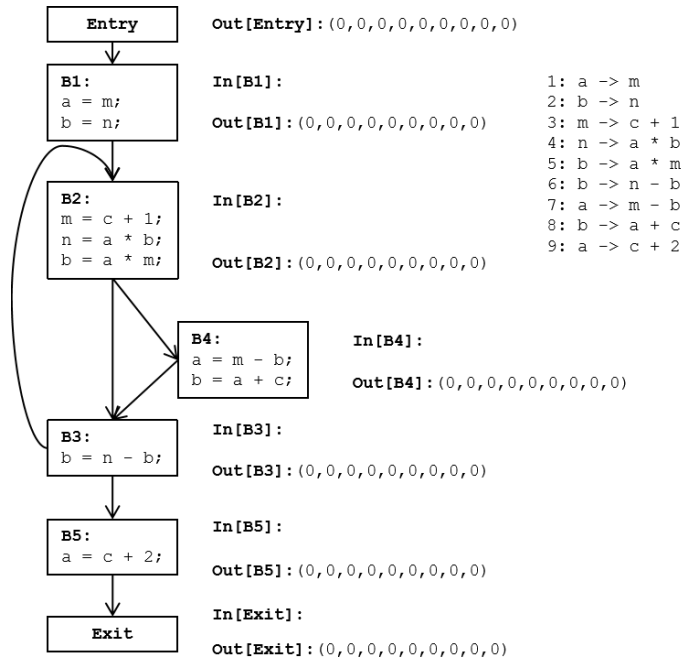 Entry Out[Entry]:(0,0,0,0,0,0,0,0,0)
B1: In[B1]: 1: a -> m
a = m; 2: b -> n
b = n; Out[B1]:(0,0,0,0,0,0,0,0,0) 3: m -> c + 1
4: n -> a * b
5: b -> a * m
B2: In[B2]: 6: b -> n - b
m = c + 1; 7: a -> m - b
n = a * b; 8: b -> a + c
b = a * m; Out[B2]:(0,0,0,0,0,0,0,0,0) 9: a -> c + 2
B4: In[B4]:
a = m - b;
b = a + c; Out[B4]:(0,0,0,0,0,0,0,0,0)
B3: In[B3]:
b = n - b;
Out[B3]:(0,0,0,0,0,0,0,0,0)
B5: In[B5]:
a = c + 2;
Out[B5]:(0,0,0,0,0,0,0,0,0)
In[Exit]:
Exit
Out[Exit]:(0,0,0,0,0,0,0,0,0)